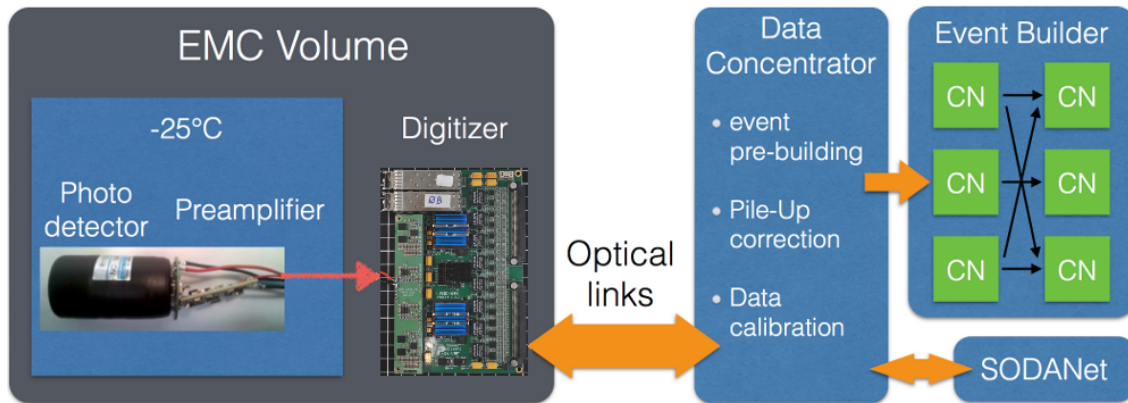 EMC Volume
-25°C
Digitizer
Photo
detector
Preamplifier
ØB
Optical
links
Data
Concentrator
• event
pre-building
• Pile-Up
correction
• Data
calibration
Event Builder
CN
CN
CN
CN
CN
CN
SODANet